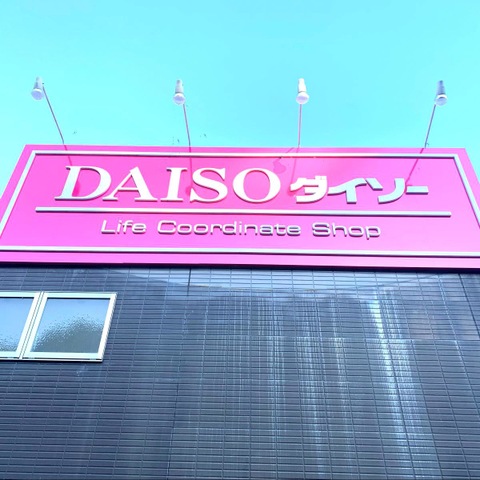 DAISO ダイソー
Life Coordinate Shop